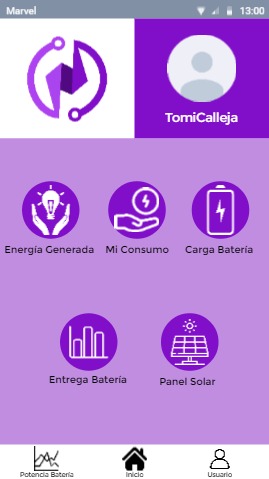 Marvel 13:00
TomiCalleja
Energía Generada Mi Consumo Carga Batería
Entrega Batería Panel Solar
Potencia Batería Inicio Usuario